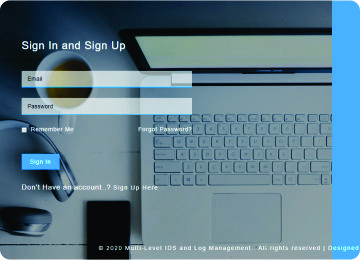 Sign In and Sign Up
Email
Password
Remember Me
Forgot Password?
Sign In
Don't Have an account..? Sign Up Here
© 2020 Multi-Level IDS and Log Management . All rights reserved | Designed